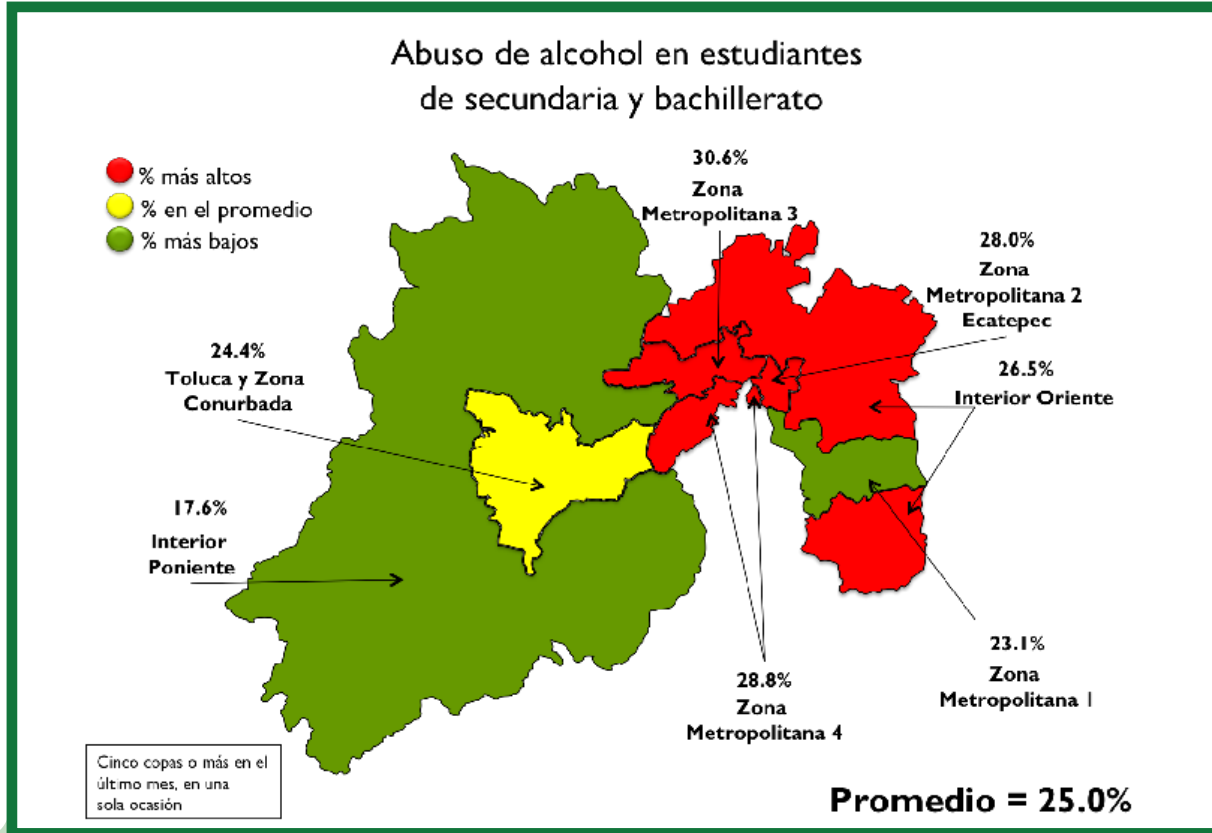 Abuso de alcohol en estudiantes
de secundaria y bachillerato
% más altos
% en el promedio
% más bajos
30.6%
Zona
Metropolitana 3
28.0%
Zona
Metropolitana 2
Ecatepec
24.4%
Toluca y Zona
Conurbada
26.5%
Interior Oriente
17.6%
Interior
Poniente
23.1%
Zona
Metropolitana 1
28.8%
Zona
Metropolitana 4
Cinco copas o más en el
último mes, en una
sola ocasión
Promedio = 25.0%